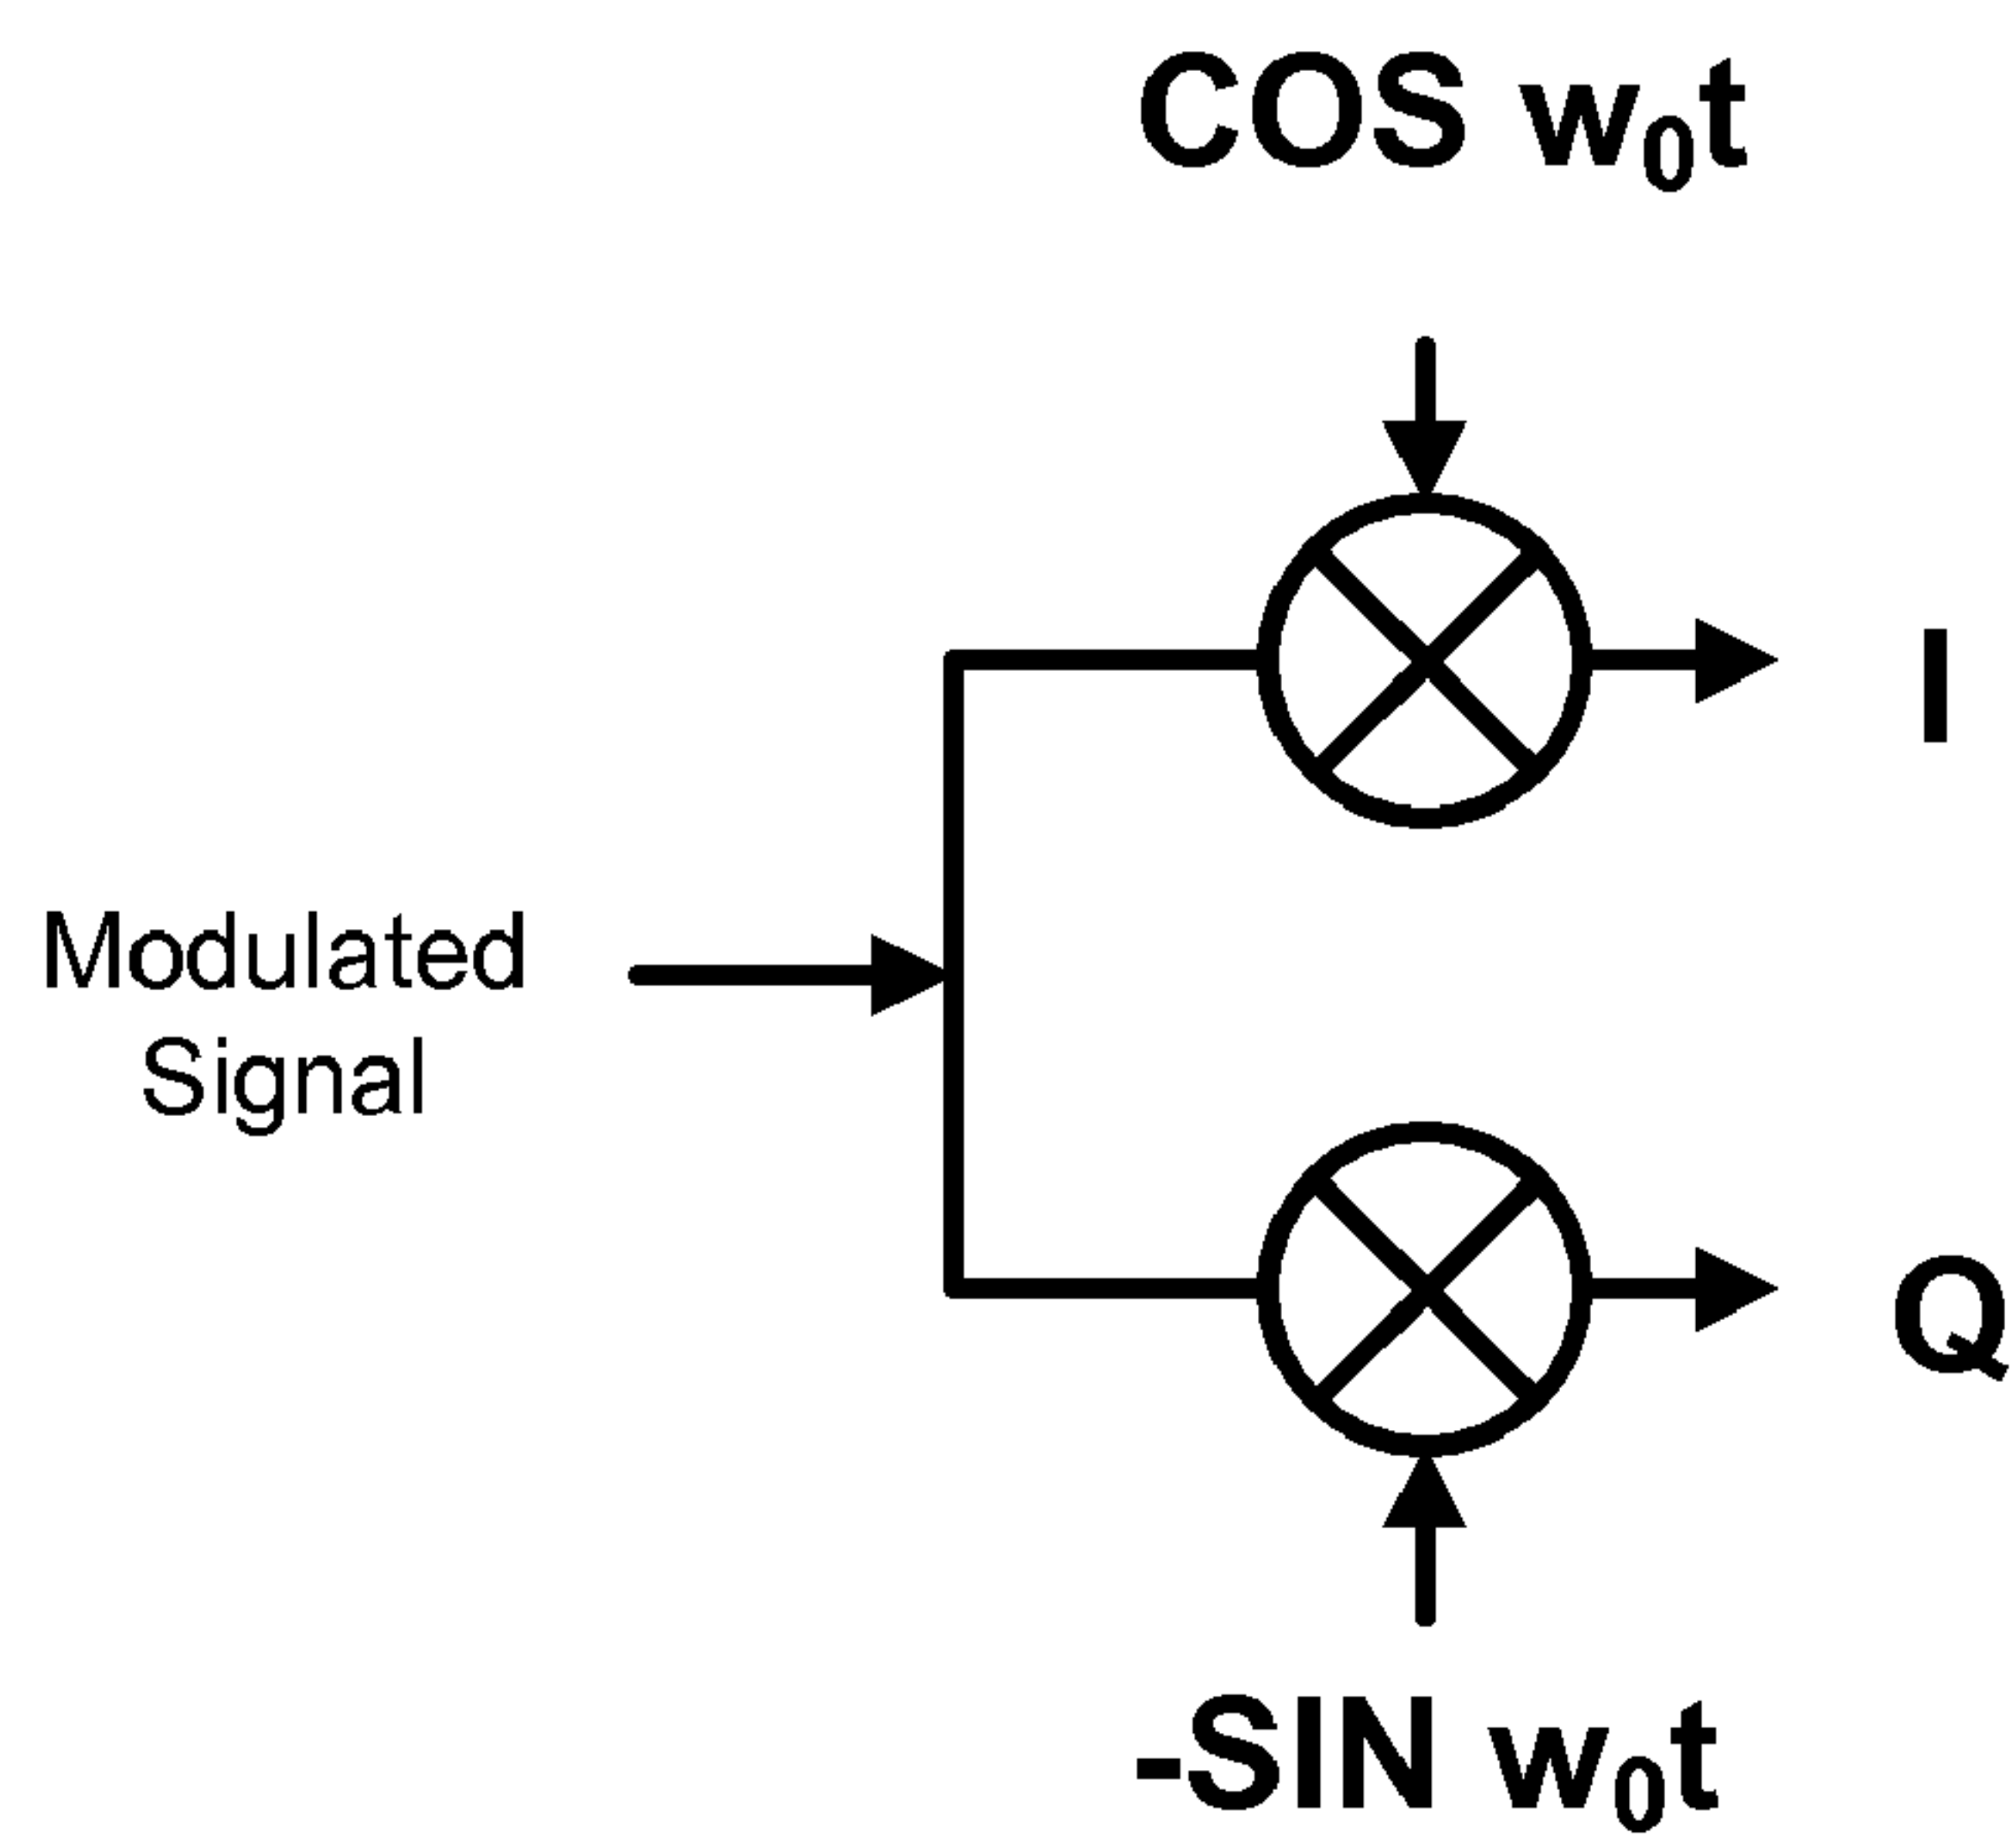 COS w₀t
I
Modulated
Signal
Q
-SIN w₀t